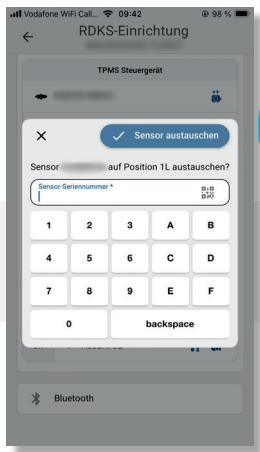 Vodafone WiFi Call... 09:42 98 %
RDKS-Einrichtung
TPMS Steuergerät
Sensor austauschen
Sensor auf Position 1L austauschen?
Sensor-Seriennummer *
1 2 3 A B
4 5 6 C D
7 8 9 E F
0 backspace
Bluetooth